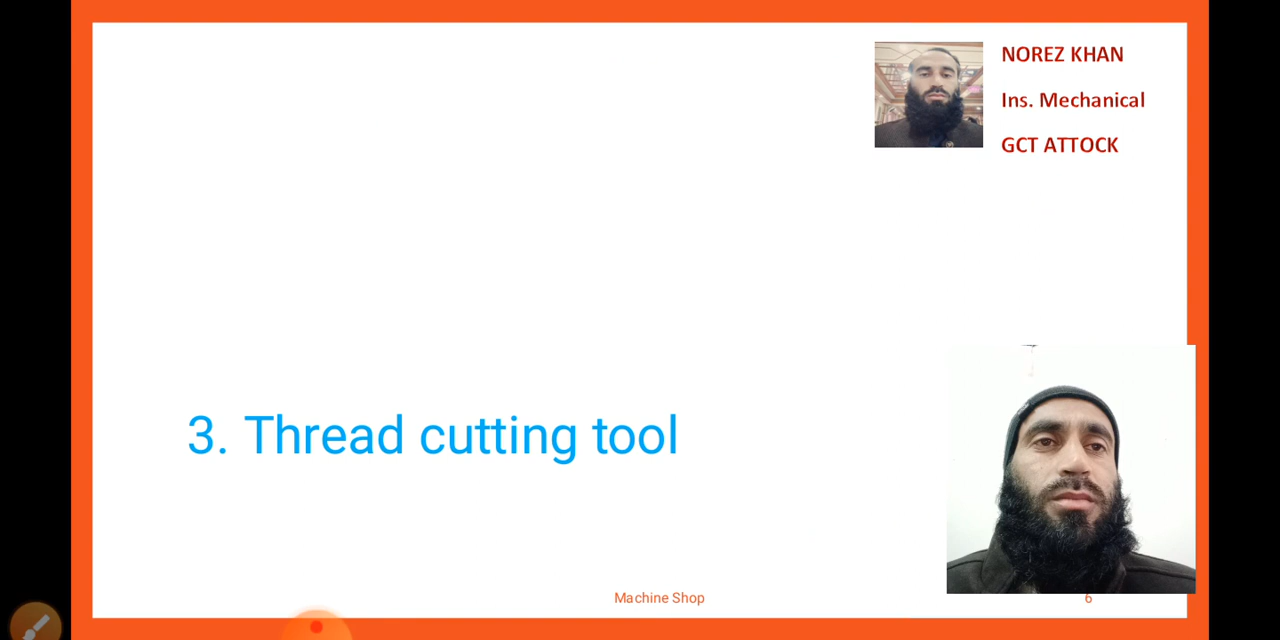 NOREZ KHAN
Ins. Mechanical
GCT ATTOCK
3. Thread cutting tool
Machine Shop
6